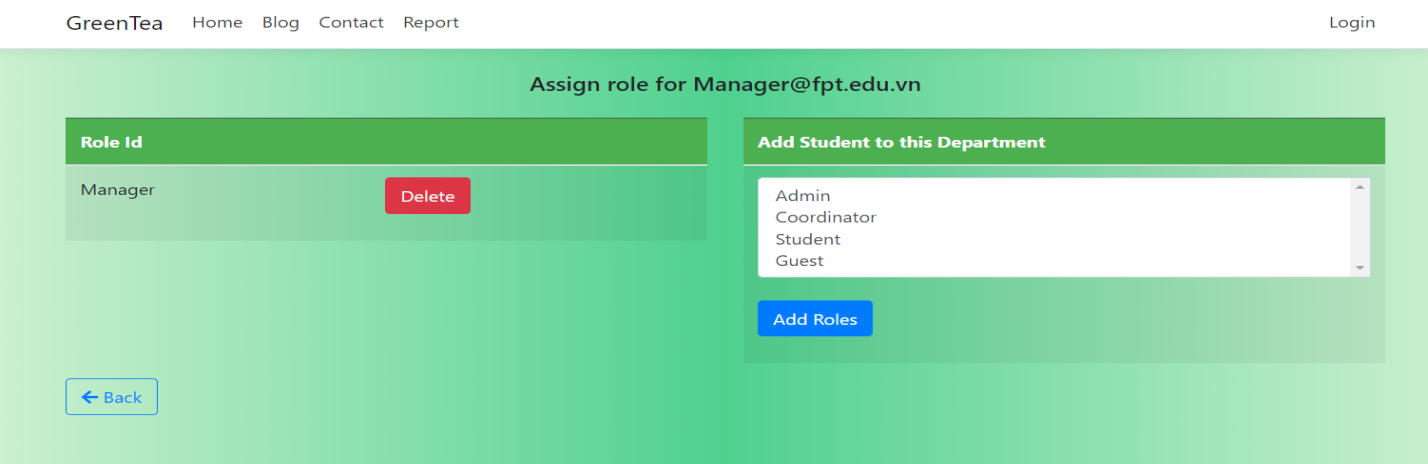 GreenTea Home Blog Contact Report Login
Assign role for Manager@fpt.edu.vn
Role Id
Manager Delete
Add Student to this Department
Admin
Coordinator
Student
Guest
Add Roles
Back